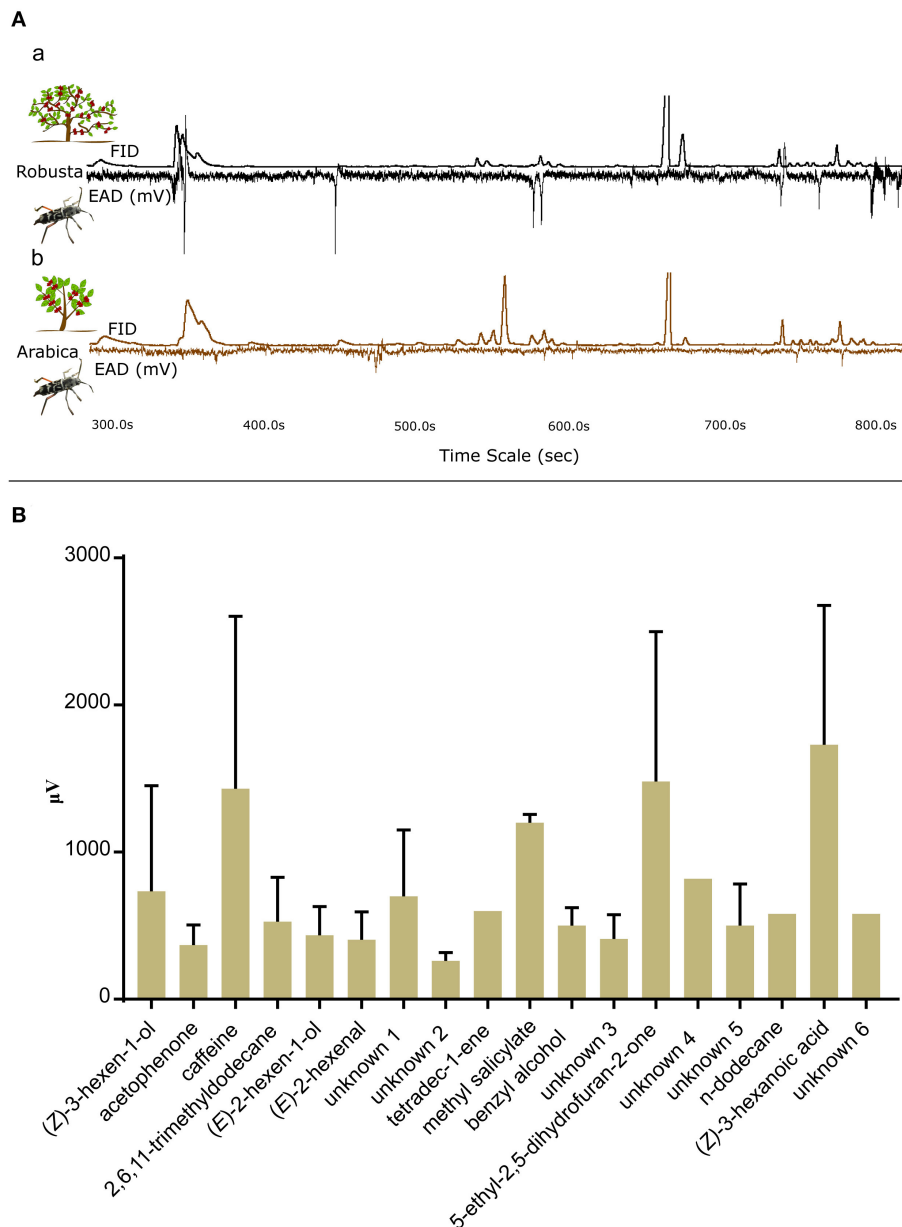 A
a
FID
Robusta
EAD (mV)
b
FID
Arabica
EAD (mV)
300.0s 400.0s 500.0s 600.0s 700.0s 800.0s
Time Scale (sec)
B
3000
2000
1000
0
µV
(Z)-3-hexen-1-ol
acetophenone
caffeine
2,6,11-trimethyldodecane
(E)-2-hexen-1-ol
(E)-2-hexenal
unknown 1
unknown 2
tetradec-1-ene
methyl salicylate
benzyl alcohol
unknown 3
5-ethyl-2,5-dihydrofuran-2-one
unknown 4
unknown 5
n-dodecane
(Z)-3-hexanoic acid
unknown 6